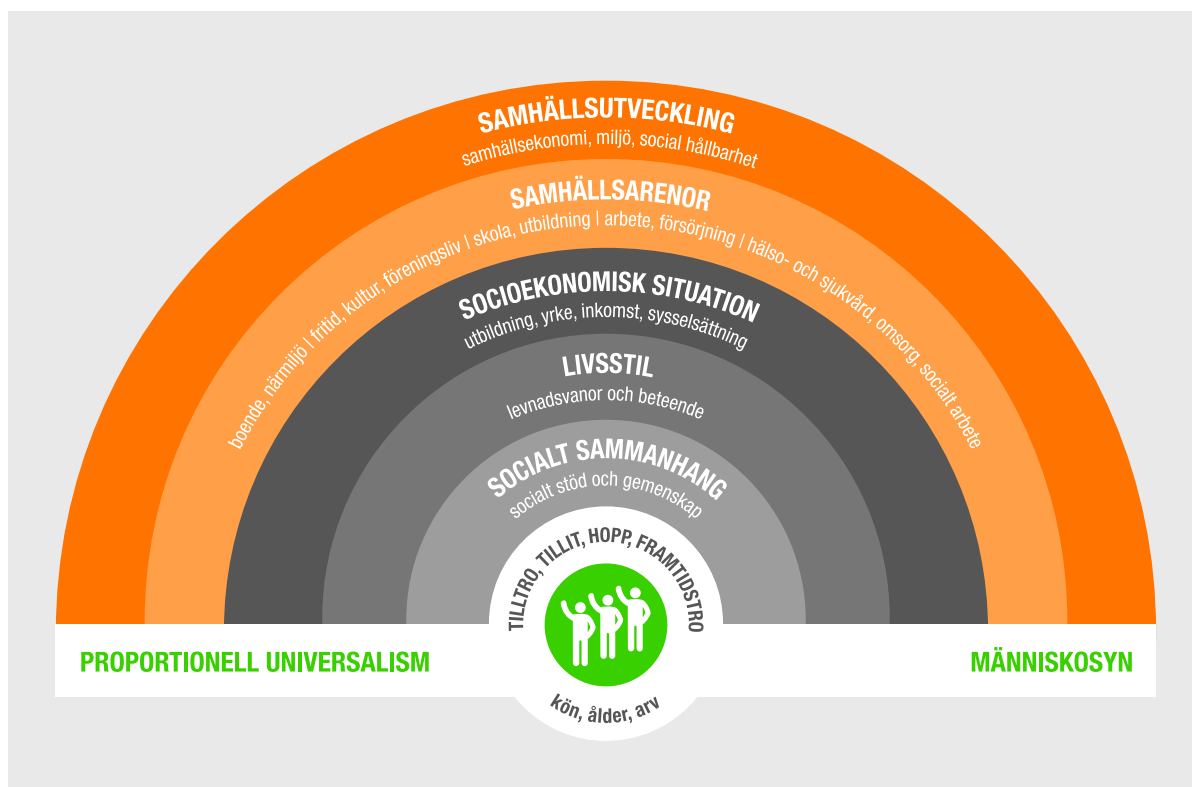 SAMHÄLLSUTVECKLING
samhällsekonomi, miljö, social hållbarhet
SAMHÄLLSARENOR
boende, närmiljö | fritid, kultur, föreningsliv | skola, utbildning | arbete, försörjning | hälso- och sjukvård, omsorg, socialt arbete
SOCIOEKONOMISK SITUATION
utbildning, yrke, inkomst, sysselsättning
LIVSSTIL
levnadsvanor och beteende
SOCIALT SAMMANHANG
socialt stöd och gemenskap
TILLTRO, TILLIT, HOPP, FRAMTIDSTRO
PROPORTIONELL UNIVERSALISM
MÄNNISKOSYN
kön, ålder, arv